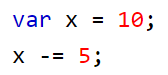 var x = 10;
x -= 5;